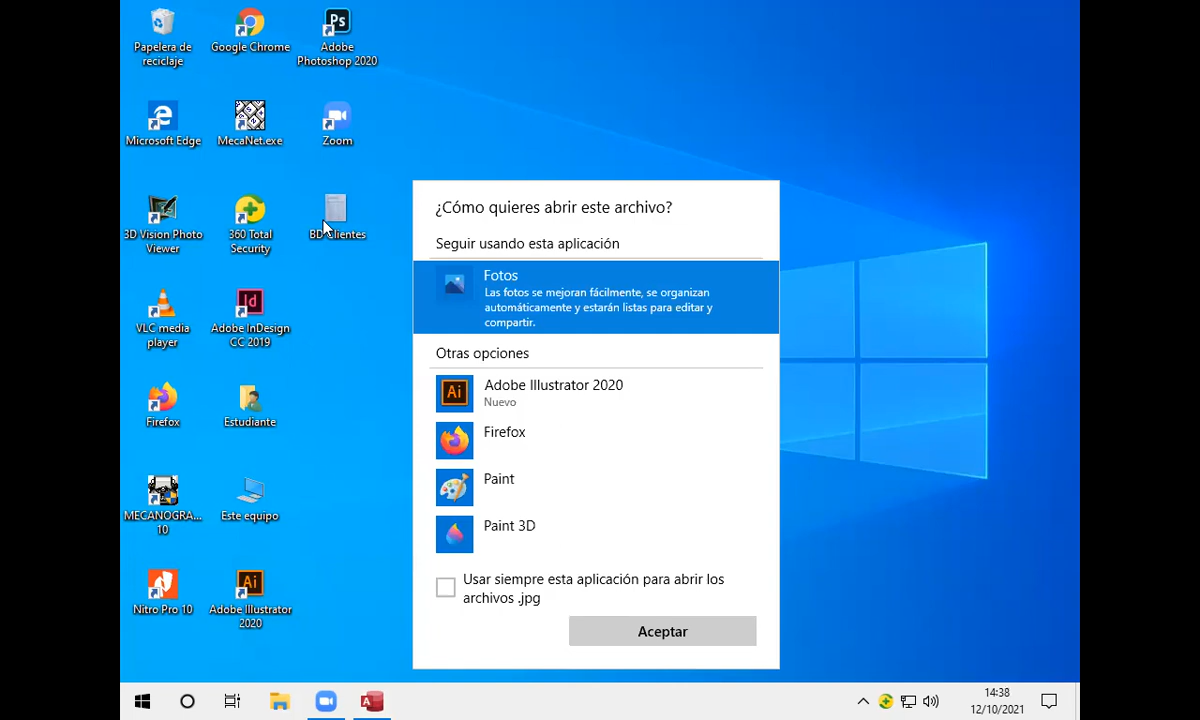 Papelera de
reciclaje
Google Chrome
Ps
Adobe
Photoshop 2020
Microsoft Edge
MecaNet.exe
Zoom
3D Vision Photo
Viewer
360 Total
Security
BD Clientes
VLC media
player
Id
Adobe InDesign
CC 2019
Firefox
Estudiante
MECANOGRA...
10
Este equipo
Nitro Pro 10
Ai
Adobe Illustrator
2020
¿Cómo quieres abrir este archivo?
Seguir usando esta aplicación
Fotos
Las fotos se mejoran fácilmente, se organizan
automáticamente y estarán listas para editar y
compartir.
Otras opciones
Ai
Adobe Illustrator 2020
Nuevo
Firefox
Paint
Paint 3D
Usar siempre esta aplicación para abrir los
archivos .jpg
Aceptar
14:38
12/10/2021